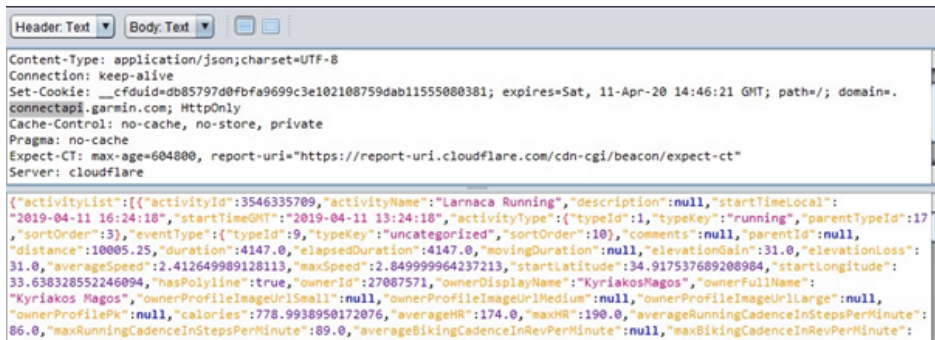 Header: Text Body: Text
Content-Type: application/json;charset=UTF-8
Connection: keep-alive
Set-Cookie: __cfduid=db85797d0fbfa9699c3e102108759dab11555080381; expires=Sat, 11-Apr-20 14:46:21 GMT; path=/; domain=.
connectapi.garmin.com; HttpOnly
Cache-Control: no-cache, no-store, private
Pragma: no-cache
Expect-CT: max-age=604800, report-uri="https://report-uri.cloudflare.com/cdn-cgi/beacon/expect-ct"
Server: cloudflare
{"activityList":[{"activityId":3546335709,"activityName":"Larnaca Running","description":null,"startTimeLocal":
"2019-04-11 16:24:18","startTimeGMT":"2019-04-11 13:24:18","activityType":{"typeId":1,"typeKey":"running","parentTypeId":17
,"sortOrder":3},"eventType":{"typeId":9,"typeKey":"uncategorized","sortOrder":10},"comments":null,"parentId":null,
"distance":10005.25,"duration":4147.0,"elapsedDuration":4147.0,"movingDuration":null,"elevationGain":31.0,"elevationLoss":
31.0,"averageSpeed":2.412649989128113,"maxSpeed":2.849999964237213,"startLatitude":34.917537689208984,"startLongitude":
33.638328552246094,"hasPolyline":true,"ownerId":27087571,"ownerDisplayName":"KyriakosMagos","ownerFullName":
"Kyriakos Magos","ownerProfileImageUrlSmall":null,"ownerProfileImageUrlMedium":null,"ownerProfileImageUrlLarge":null
,"ownerProfilePk":null,"calories":778.9938950172076,"averageHR":174.0,"maxHR":190.0,"averageRunningCadenceInStepsPerMinute":
86.0,"maxRunningCadenceInStepsPerMinute":89.0,"averageBikingCadenceInRevPerMinute":null,"maxBikingCadenceInRevPerMinute":